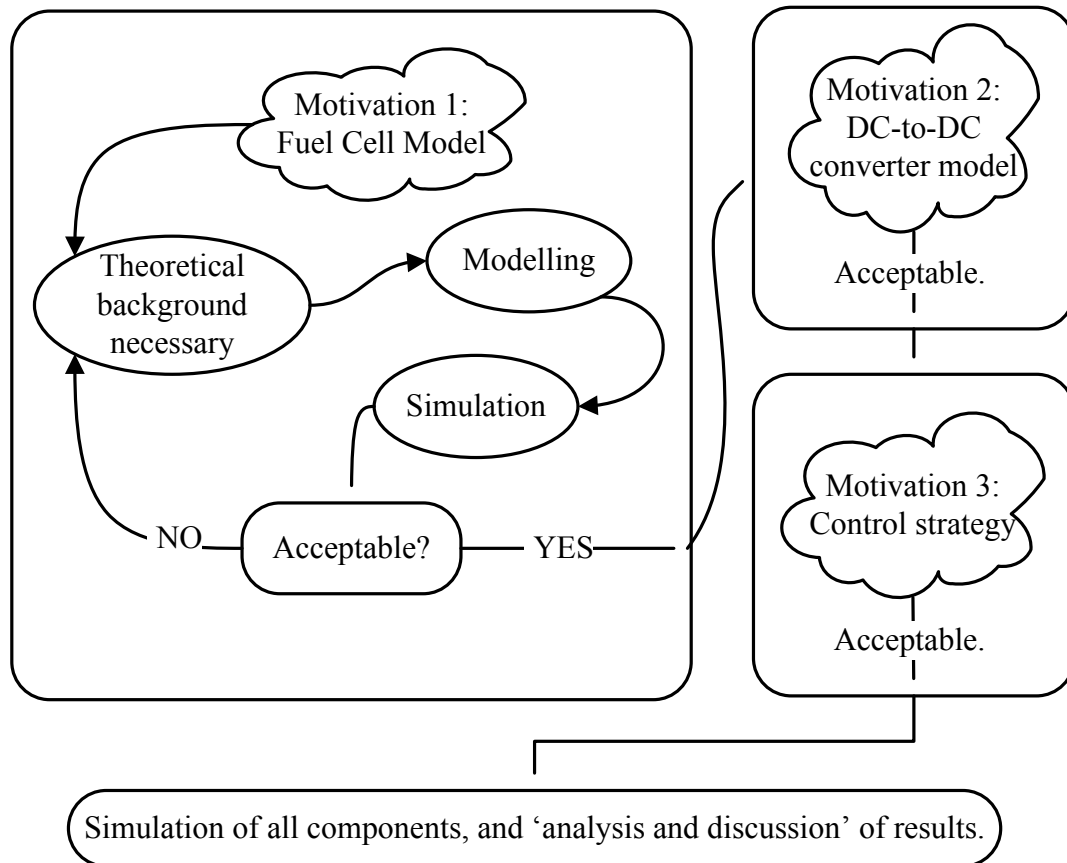 Motivation 1:
Fuel Cell Model
Theoretical
background
necessary
Modelling
Simulation
Acceptable?
NO
YES
Motivation 2:
DC-to-DC
converter model
Acceptable.
Motivation 3:
Control strategy
Acceptable.
Simulation of all components, and ‘analysis and discussion’ of results.